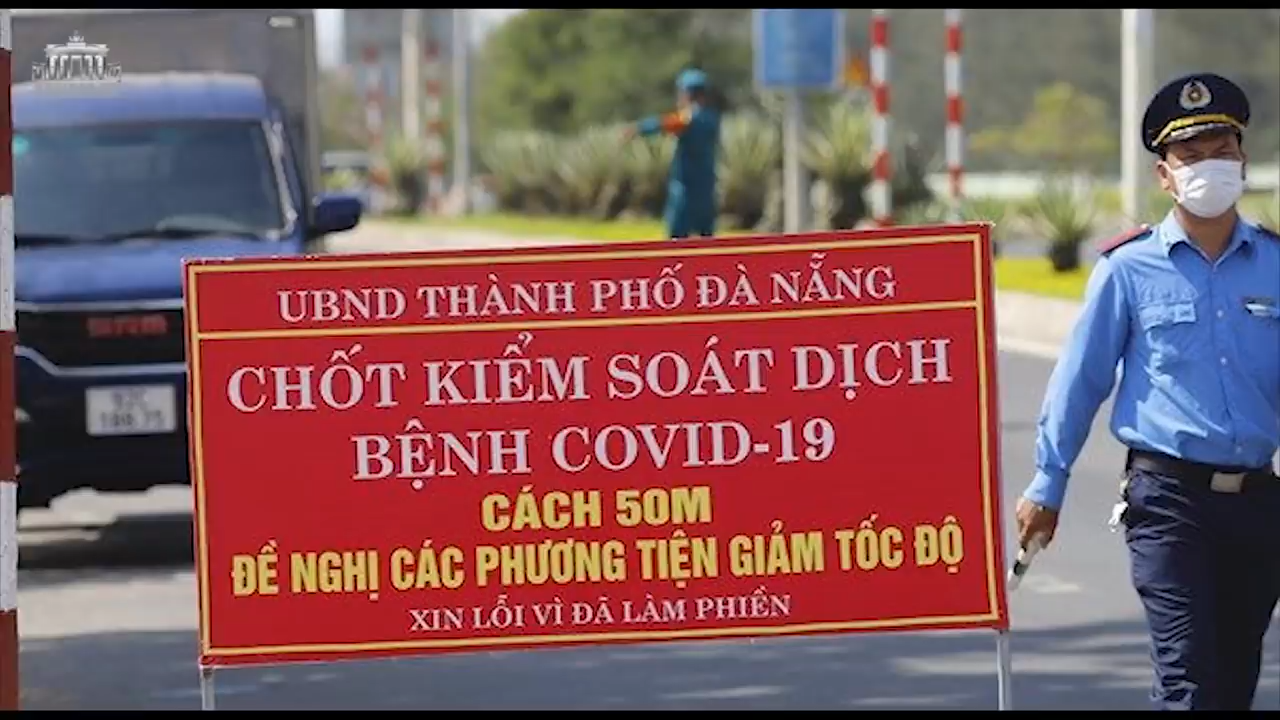 UBND THÀNH PHỐ ĐÀ NẴNG
CHỐT KIỂM SOÁT DỊCH
BỆNH COVID-19
CÁCH 50M
ĐỀ NGHỊ CÁC PHƯƠNG TIỆN GIẢM TỐC ĐỘ
XIN LỖI VÌ ĐÃ LÀM PHIỀN